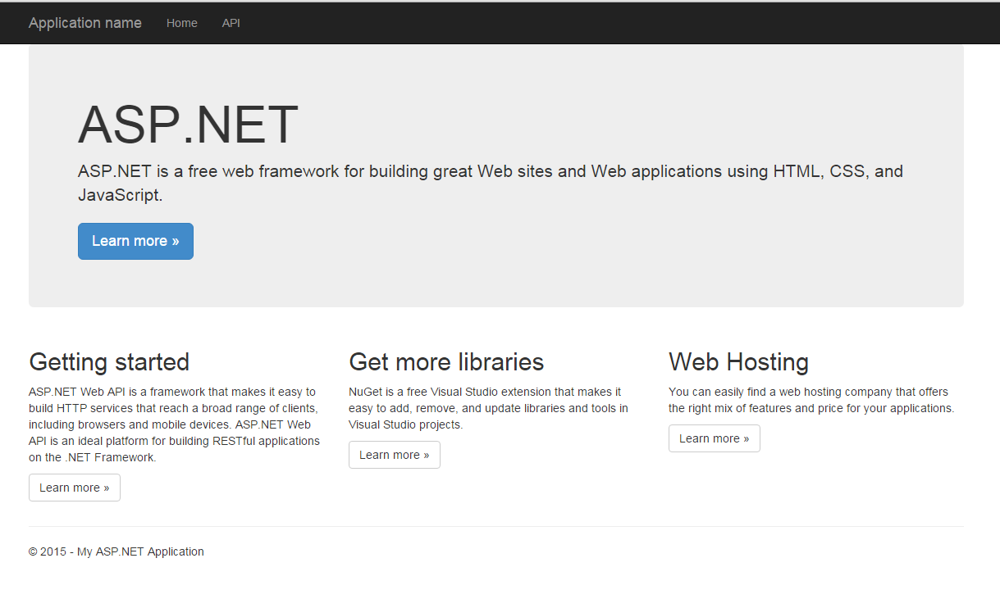 Application name Home API
ASP.NET
ASP.NET is a free web framework for building great Web sites and Web applications using HTML, CSS, and
JavaScript.
Learn more »
Getting started
ASP.NET Web API is a framework that makes it easy to
build HTTP services that reach a broad range of clients,
including browsers and mobile devices. ASP.NET Web
API is an ideal platform for building RESTful applications
on the .NET Framework.
Learn more »
Get more libraries
NuGet is a free Visual Studio extension that makes it
easy to add, remove, and update libraries and tools in
Visual Studio projects.
Learn more »
Web Hosting
You can easily find a web hosting company that offers
the right mix of features and price for your applications.
Learn more »
© 2015 - My ASP.NET Application